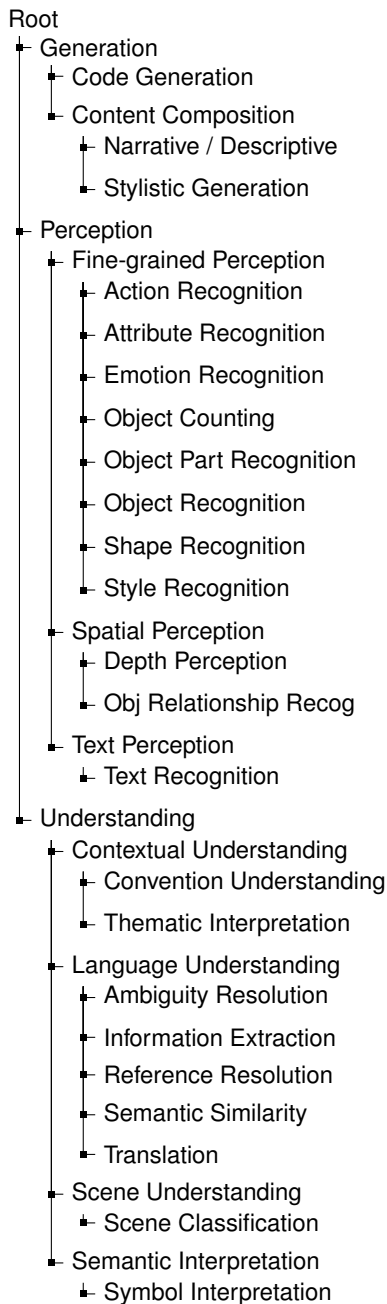 Root
Generation
Code Generation
Content Composition
Narrative / Descriptive
Stylistic Generation
Perception
Fine-grained Perception
Action Recognition
Attribute Recognition
Emotion Recognition
Object Counting
Object Part Recognition
Object Recognition
Shape Recognition
Style Recognition
Spatial Perception
Depth Perception
Obj Relationship Recog
Text Perception
Text Recognition
Understanding
Contextual Understanding
Convention Understanding
Thematic Interpretation
Language Understanding
Ambiguity Resolution
Information Extraction
Reference Resolution
Semantic Similarity
Translation
Scene Understanding
Scene Classification
Semantic Interpretation
Symbol Interpretation